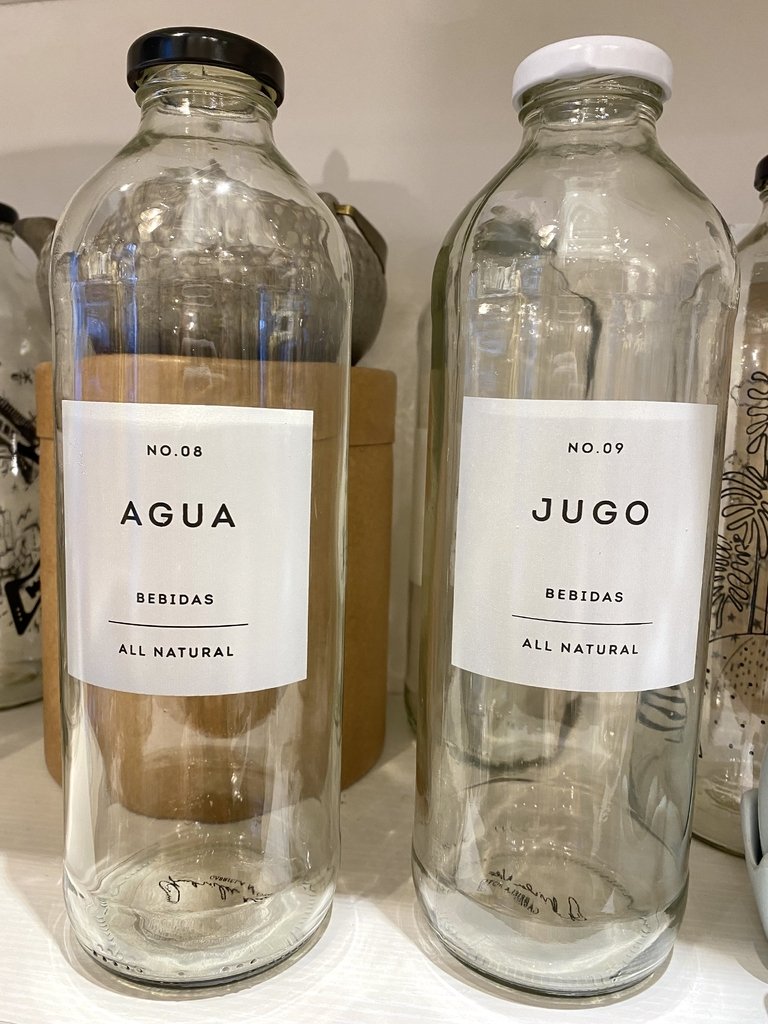 NO.08
AGUA
BEBIDAS
ALL NATURAL
NO.09
JUGO
BEBIDAS
ALL NATURAL